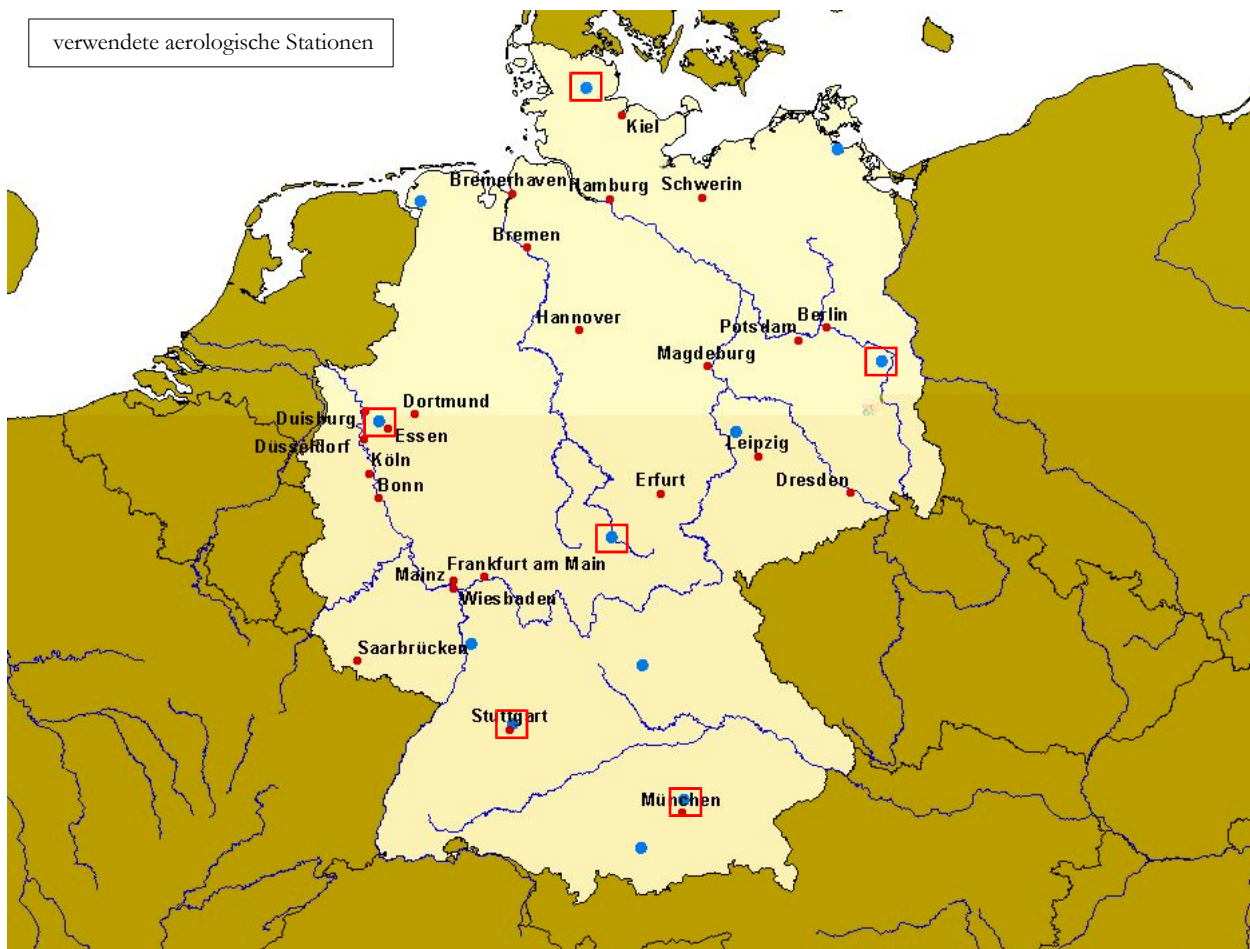 verwendete aerologische Stationen
Kiel
Bremerhaven
Hamburg
Schwerin
Bremen
Hannover
Berlin
Potsdam
Magdeburg
Dortmund
Duisburg
Essen
Düsseldorf
Leipzig
Köln
Bonn
Erfurt
Dresden
Frankfurt am Main
Mainz
Wiesbaden
Saarbrücken
Stuttgart
München